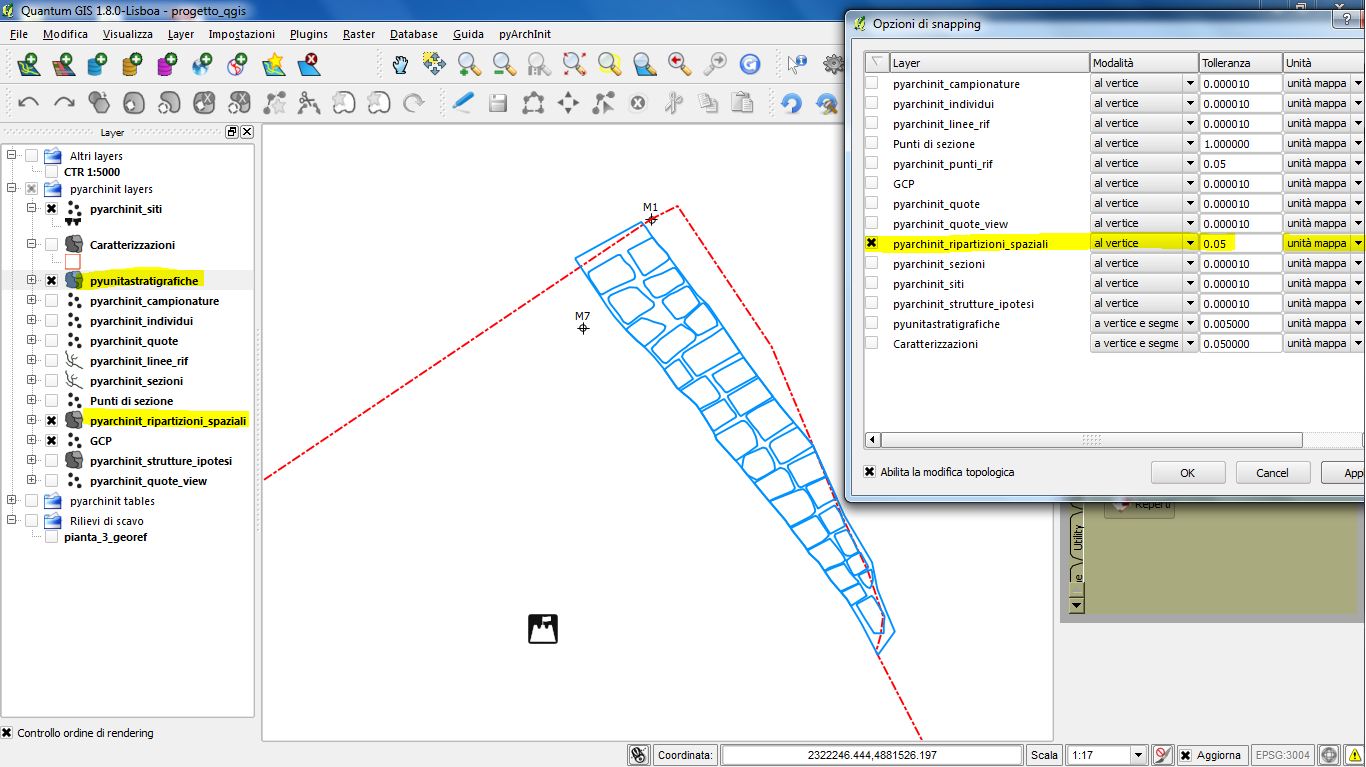 Quantum GIS 1.8.0-Lisboa - progetto_qgis
File Modifica Visualizza Layer Impostazioni Plugins Raster Database Guida pyArchInit
Layer
Altri layers
CTR 1:5000
pyarchinit layers
pyarchinit_siti
Caratterizzazioni
pyunitastratigrafiche
pyarchinit_campionature
pyarchinit_individui
pyarchinit_quote
pyarchinit_linee_rif
pyarchinit_sezioni
Punti di sezione
pyarchinit_ripartizioni_spaziali
GCP
pyarchinit_strutture_ipotesi
pyarchinit_quote_view
pyarchinit tables
Rilievi di scavo
pianta_3_georef
Controllo ordine di rendering
M1
M7
Opzioni di snapping
Layer Modalità Tolleranza Unità
pyarchinit_campionature al vertice 0.000010 unità mappa
pyarchinit_individui al vertice 0.000010 unità mappa
pyarchinit_linee_rif al vertice 0.000010 unità mappa
Punti di sezione al vertice 1.000000 unità mappa
pyarchinit_punti_rif al vertice 0.05 unità mappa
GCP al vertice 0.000010 unità mappa
pyarchinit_quote al vertice 0.000010 unità mappa
pyarchinit_quote_view al vertice 0.000010 unità mappa
pyarchinit_ripartizioni_spaziali al vertice 0.05 unità mappa
pyarchinit_sezioni al vertice 0.000010 unità mappa
pyarchinit_siti al vertice 0.000010 unità mappa
pyarchinit_strutture_ipotesi al vertice 0.000010 unità mappa
pyunitastratigrafiche a vertice e segme 0.005000 unità mappa
Caratterizzazioni a vertice e segme 0.050000 unità mappa
Abilita la modifica topologica
OK Cancel App
Reperti
Utility
Coordinata: 2322246.444,4881526.197 Scala 1:17 Aggiorna EPSG:3004